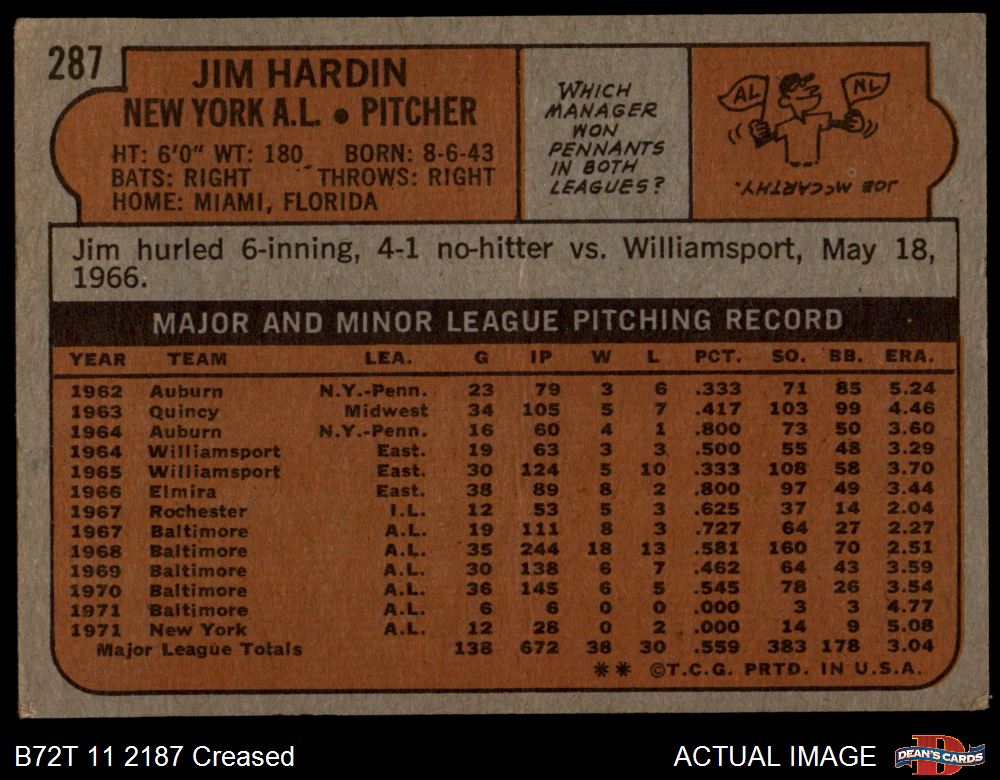 287
JIM HARDIN
NEW YORK A.L. • PITCHER
HT: 6'0" WT: 180 BORN: 8-6-43
BATS: RIGHT THROWS: RIGHT
HOME: MIAMI, FLORIDA
WHICH
MANAGER
WON
PENNANTS
IN BOTH
LEAGUES?
AL NL
JOE McCARTHY.
Jim hurled 6-inning, 4-1 no-hitter vs. Williamsport, May 18,
1966.
MAJOR AND MINOR LEAGUE PITCHING RECORD
YEAR TEAM LEA. G IP W L PCT. SO. BB. ERA.
1962 Auburn N.Y.-Penn. 23 79 3 6 .333 71 85 5.24
1963 Quincy Midwest 34 105 5 7 .417 103 99 4.46
1964 Auburn N.Y.-Penn. 16 60 4 1 .800 73 50 3.60
1964 Williamsport East. 19 63 3 3 .500 55 48 3.29
1965 Williamsport East. 30 124 5 10 .333 108 58 3.70
1966 Elmira East. 38 89 8 2 .800 97 49 3.44
1967 Rochester I.L. 12 53 5 3 .625 37 14 2.04
1967 Baltimore A.L. 19 111 8 3 .727 64 27 2.27
1968 Baltimore A.L. 35 244 18 13 .581 160 70 2.51
1969 Baltimore A.L. 30 138 6 7 .462 64 43 3.59
1970 Baltimore A.L. 36 145 6 5 .545 78 26 3.54
1971 Baltimore A.L. 6 6 0 0 .000 3 3 4.77
1971 New York A.L. 12 28 0 2 .000 14 9 5.08
Major League Totals 138 672 38 30 .559 383 178 3.04
** ©T.C.G. PRTD. IN U.S.A.
B72T 11 2187 Creased
ACTUAL IMAGE
D
DEAN'S CARDS